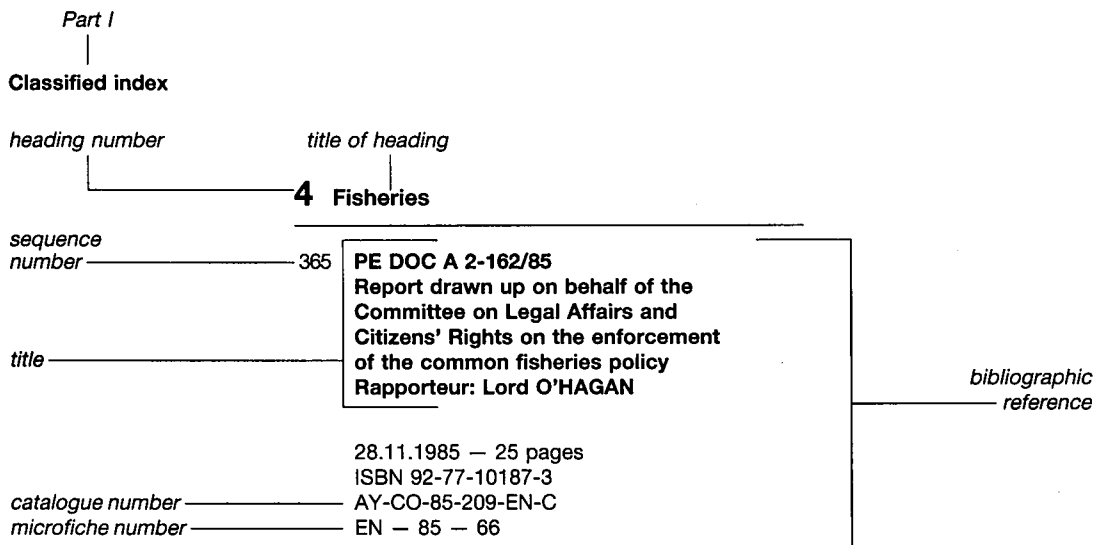 Part I
Classified index
heading number title of heading
4 Fisheries
sequence
number 365 PE DOC A 2-162/85
Report drawn up on behalf of the
Committee on Legal Affairs and
Citizens' Rights on the enforcement
title of the common fisheries policy
Rapporteur: Lord O'HAGAN
bibliographic
reference
28.11.1985 — 25 pages
ISBN 92-77-10187-3
catalogue number AY-CO-85-209-EN-C
microfiche number EN — 85 — 66